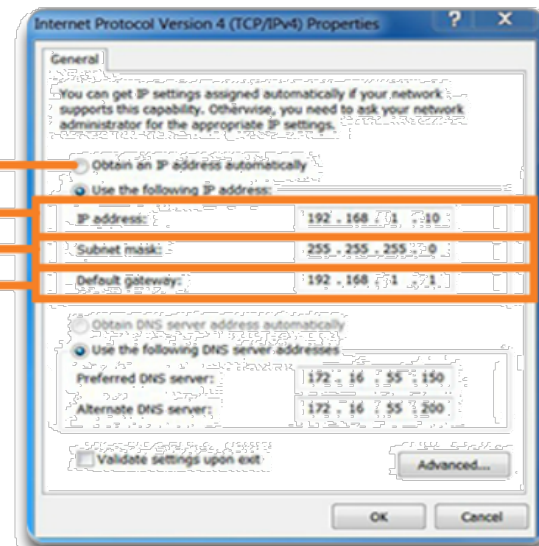 Internet Protocol Version 4 (TCP/IPv4) Properties ? X
General
You can get IP settings assigned automatically if your network
supports this capability. Otherwise, you need to ask your network
administrator for the appropriate IP settings.
Obtain an IP address automatically
Use the following IP address:
IP address: 192 . 168 . 1 . 10
Subnet mask: 255 . 255 . 255 . 0
Default gateway: 192 . 168 . 1 . 1
Obtain DNS server address automatically
Use the following DNS server addresses
Preferred DNS server: 172 . 16 . 55 . 150
Alternate DNS server: 172 . 16 . 55 . 200
Validate settings upon exit
Advanced...
OK Cancel